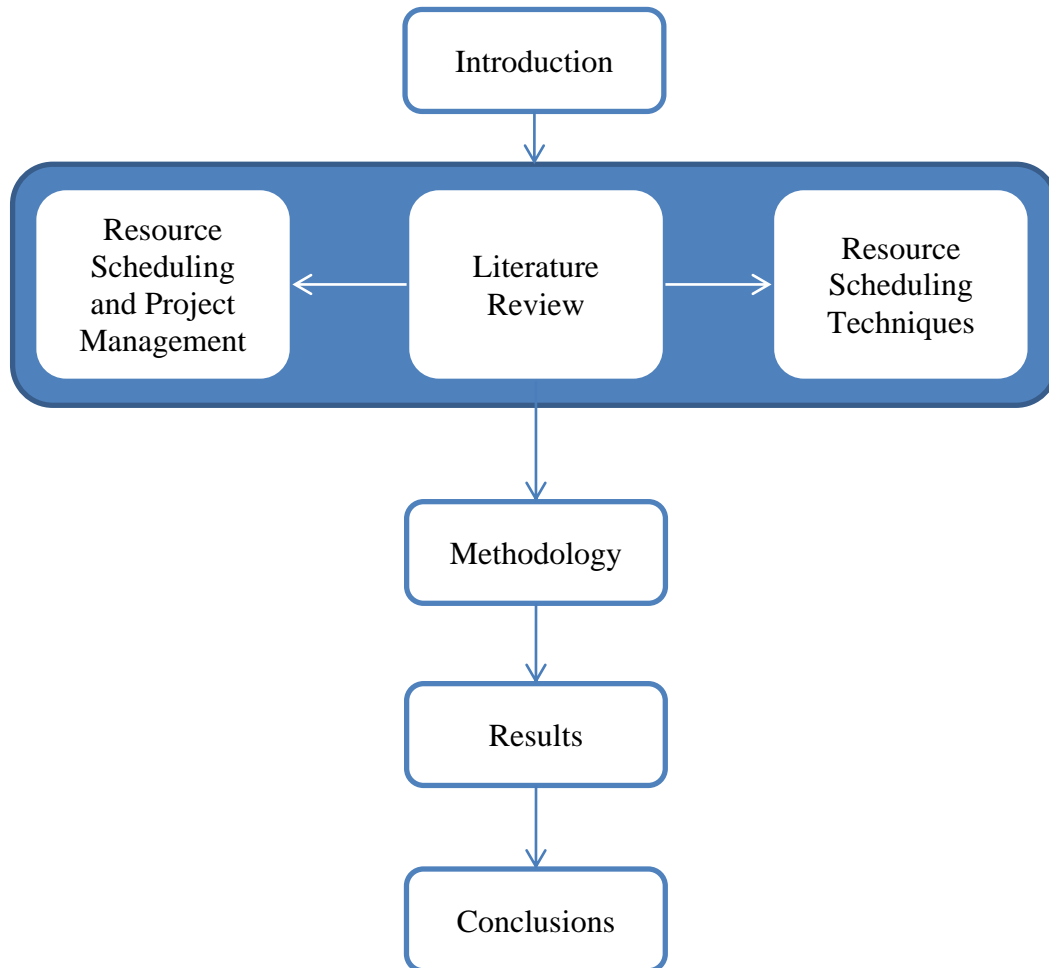 Introduction
Resource
Scheduling
and Project
Management
Literature
Review
Resource
Scheduling
Techniques
Methodology
Results
Conclusions